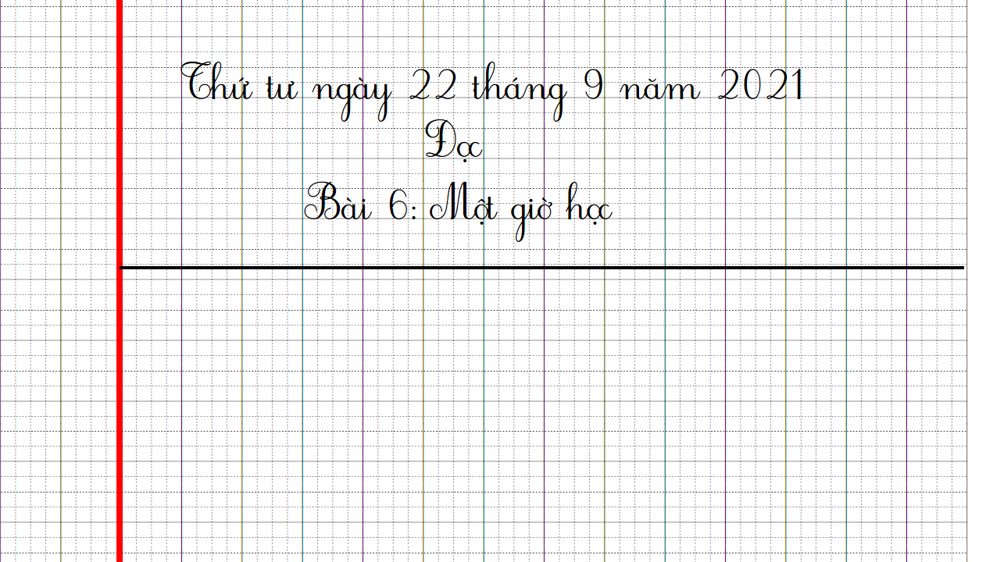 Thứ tư ngày 22 tháng 9 năm 2021
Đọc
Bài 6: Một giờ học